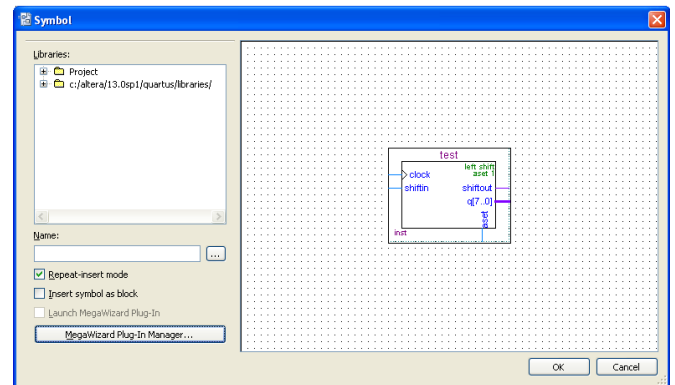 Symbol
Libraries:
Project
c:/altera/13.0sp1/quartus/libraries/
Name:
...
Repeat-insert mode
Insert symbol as block
Launch MegaWizard Plug-In
MegaWizard Plug-In Manager...
test
left shift
aset 1
clock
shiftin
shiftout
q[7..0]
aset
inst
OK
Cancel